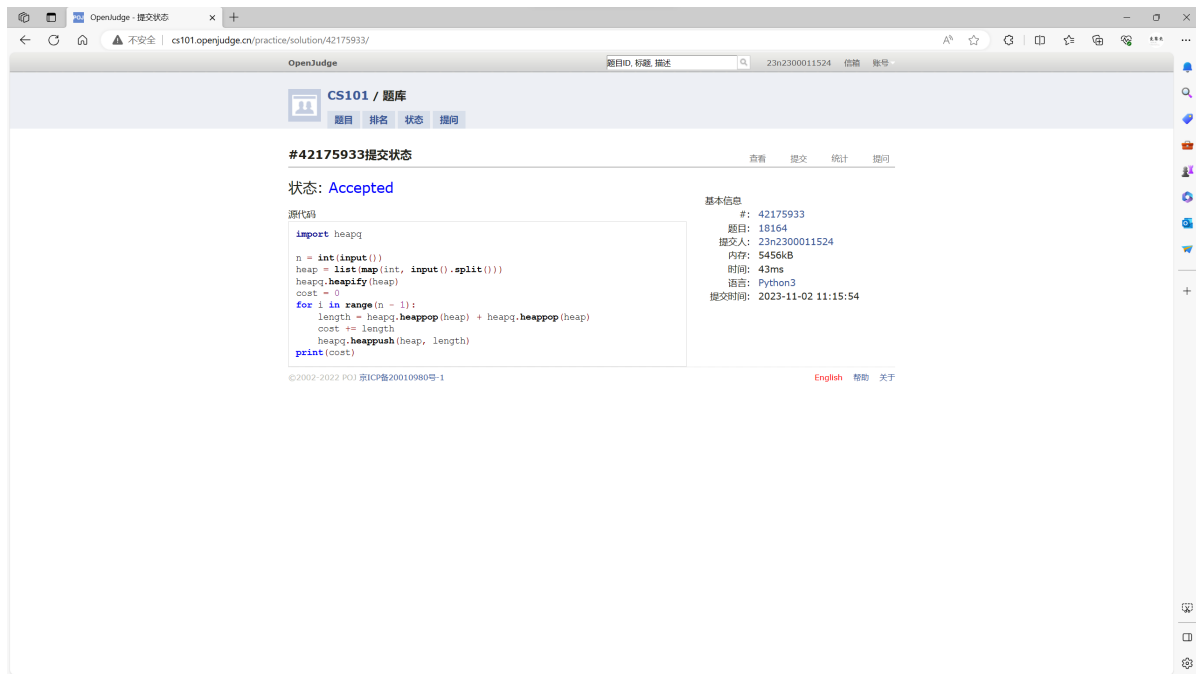 OpenJudge - 提交状态
不安全 cs101.openjudge.cn/practice/solution/42175933/
OpenJudge 题目ID, 标题, 描述 23n2300011524 信箱 账号
CS101 / 题库
题目 排名 状态 提问
#42175933提交状态 查看 提交 统计 提问
状态: Accepted
源代码
import heapq
n = int(input())
heap = list(map(int, input().split()))
heapq.heapify(heap)
cost = 0
for i in range(n - 1):
    length = heapq.heappop(heap) + heapq.heappop(heap)
    cost += length
    heapq.heappush(heap, length)
print(cost)
基本信息
#: 42175933
题目: 18164
提交人: 23n2300011524
内存: 5456kB
时间: 43ms
语言: Python3
提交时间: 2023-11-02 11:15:54
©2002-2022 POJ 京ICP备20010980号-1 English 帮助 关于